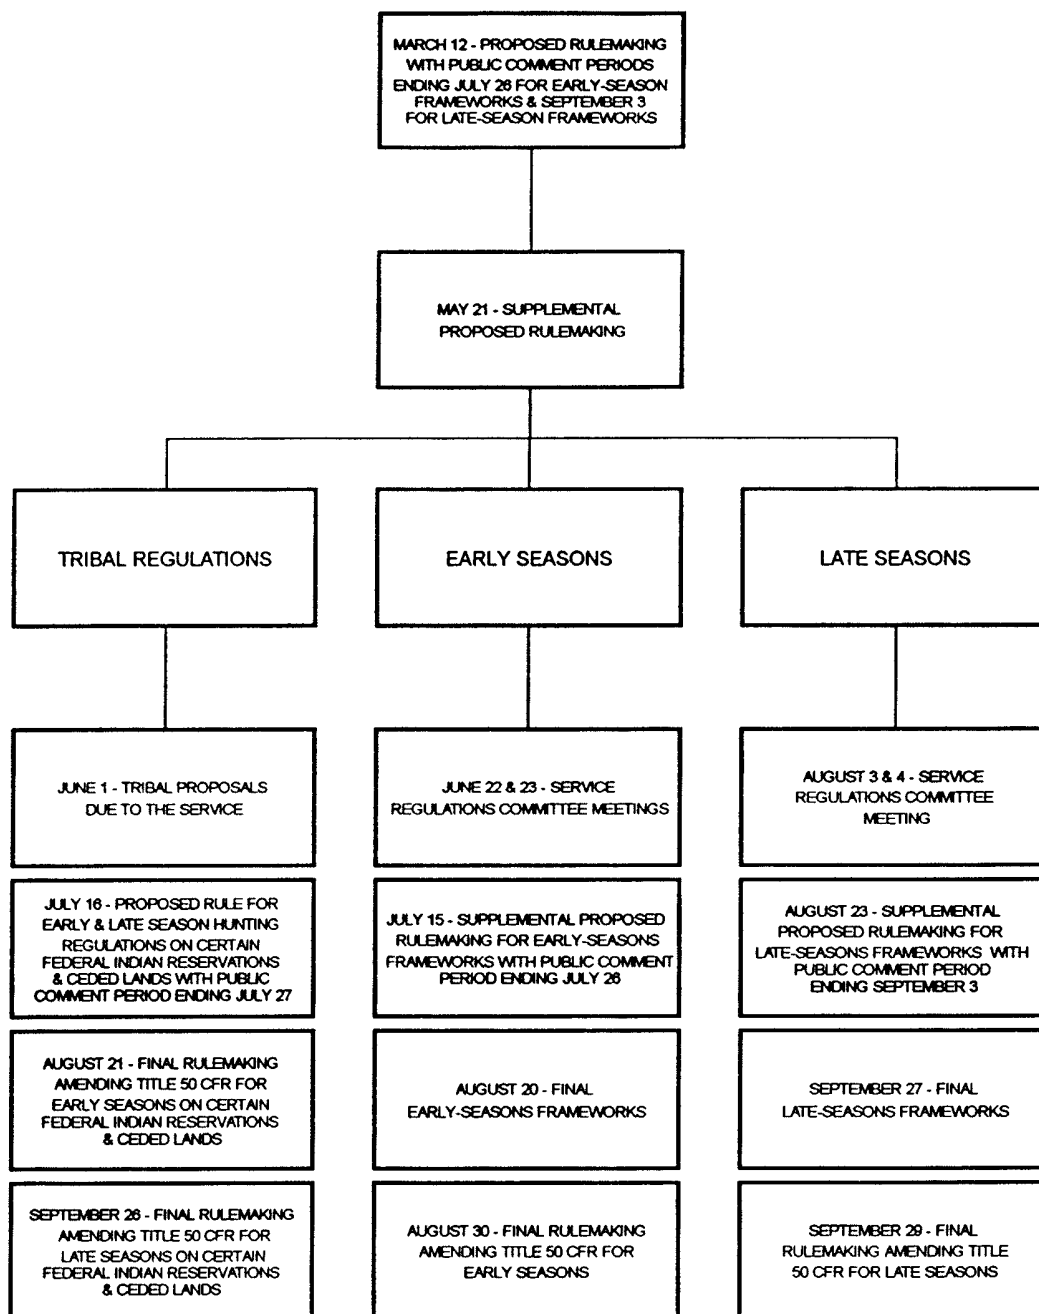 MARCH 12 - PROPOSED RULEMAKING
WITH PUBLIC COMMENT PERIODS
ENDING JULY 26 FOR EARLY-SEASON
FRAMEWORKS & SEPTEMBER 3
FOR LATE-SEASON FRAMEWORKS
MAY 21 - SUPPLEMENTAL
PROPOSED RULEMAKING
TRIBAL REGULATIONS
EARLY SEASONS
LATE SEASONS
JUNE 1 - TRIBAL PROPOSALS
DUE TO THE SERVICE
JUNE 22 & 23 - SERVICE
REGULATIONS COMMITTEE MEETINGS
AUGUST 3 & 4 - SERVICE
REGULATIONS COMMITTEE
MEETING
JULY 16 - PROPOSED RULE FOR
EARLY & LATE SEASON HUNTING
REGULATIONS ON CERTAIN
FEDERAL INDIAN RESERVATIONS
& CEDED LANDS WITH PUBLIC
COMMENT PERIOD ENDING JULY 27
JULY 15 - SUPPLEMENTAL PROPOSED
RULEMAKING FOR EARLY-SEASONS
FRAMEWORKS WITH PUBLIC COMMENT
PERIOD ENDING JULY 26
AUGUST 23 - SUPPLEMENTAL
PROPOSED RULEMAKING FOR
LATE-SEASONS FRAMEWORKS WITH
PUBLIC COMMENT PERIOD
ENDING SEPTEMBER 3
AUGUST 21 - FINAL RULEMAKING
AMENDING TITLE 50 CFR FOR
EARLY SEASONS ON CERTAIN
FEDERAL INDIAN RESERVATIONS
& CEDED LANDS
AUGUST 20 - FINAL
EARLY-SEASONS FRAMEWORKS
SEPTEMBER 27 - FINAL
LATE-SEASONS FRAMEWORKS
SEPTEMBER 26 - FINAL RULEMAKING
AMENDING TITLE 50 CFR FOR
LATE SEASONS ON CERTAIN
FEDERAL INDIAN RESERVATIONS
& CEDED LANDS
AUGUST 30 - FINAL RULEMAKING
AMENDING TITLE 50 CFR FOR
EARLY SEASONS
SEPTEMBER 29 - FINAL
RULEMAKING AMENDING TITLE
50 CFR FOR LATE SEASONS